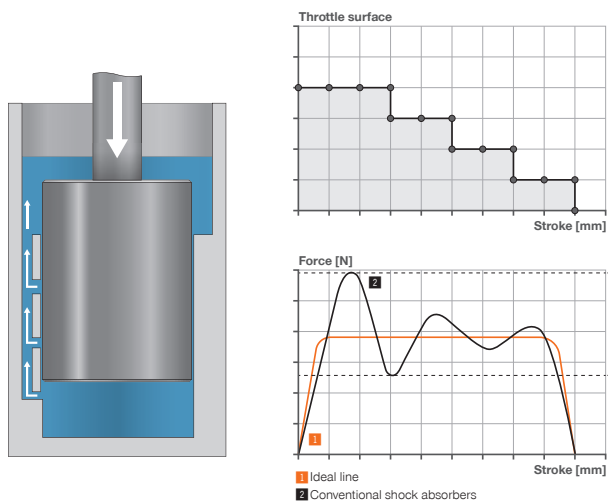 Throttle surface
Stroke [mm]
Force [N]
2
1
Stroke [mm]
1 Ideal line
2 Conventional shock absorbers